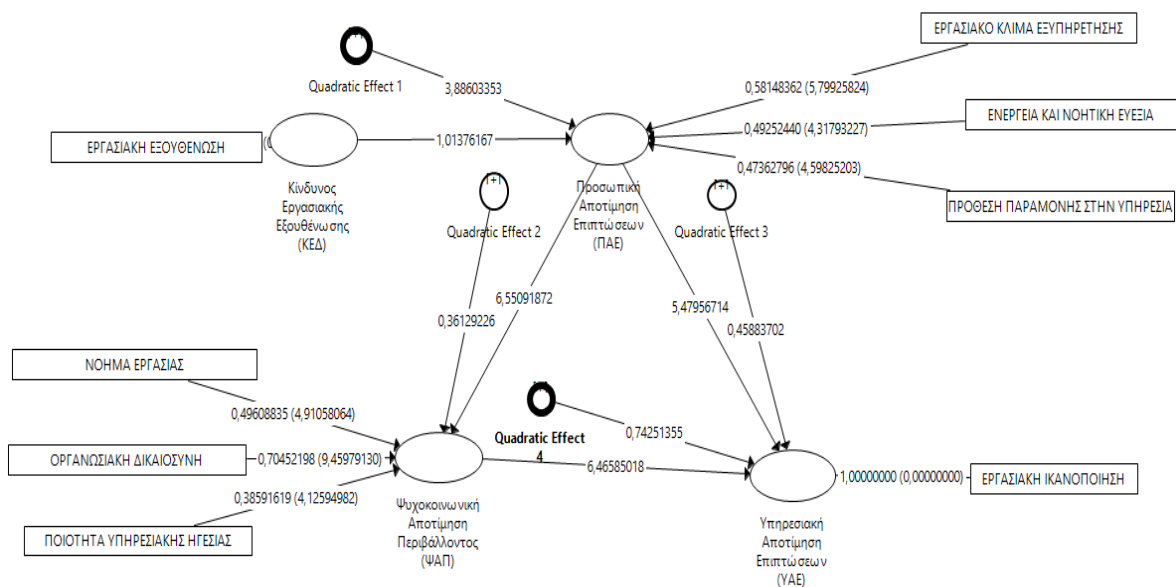 ΕΡΓΑΣΙΑΚΟ ΚΛΙΜΑ ΕΞΥΠΗΡΕΤΗΣΗΣ
Quadratic Effect 1
3,88603353
0,58148362 (5,79925824)
ΕΝΕΡΓΕΙΑ ΚΑΙ ΝΟΗΤΙΚΗ ΕΥΕΞΙΑ
0,49252440 (4,31793227)
ΕΡΓΑΣΙΑΚΗ ΕΞΟΥΘΕΝΩΣΗ
1,01376167
0,47362796 (4,59825203)
ΠΡΟΘΕΣΗ ΠΑΡΑΜΟΝΗΣ ΣΤΗΝ ΥΠΗΡΕΣΙΑ
Κίνδυνος
Εργασιακής
Εξουθένωσης
(ΚΕΔ)
1+1
Προσωπική
Αποτίμηση
Επιπτώσεων
(ΠΑΕ)
1+1
Quadratic Effect 2
Quadratic Effect 3
6,55091872
5,47956714
0,36129226
0,45883702
ΝΟΗΜΑ ΕΡΓΑΣΙΑΣ
0,49608835 (4,91058064)
Quadratic Effect
4
0,74251355
ΟΡΓΑΝΩΣΙΑΚΗ ΔΙΚΑΙΟΣΥΝΗ
0,70452198 (9,45979130)
6,46585018
1,00000000 (0,00000000)
ΕΡΓΑΣΙΑΚΗ ΙΚΑΝΟΠΟΙΗΣΗ
0,38591619 (4,12594982)
ΠΟΙΟΤΗΤΑ ΥΠΗΡΕΣΙΑΚΗΣ ΗΓΕΣΙΑΣ
Ψυχοκοινωνική
Αποτίμηση
Περιβάλλοντος
(ΨΑΠ)
Υπηρεσιακή
Αποτίμηση
Επιπτώσεων
(ΥΑΕ)